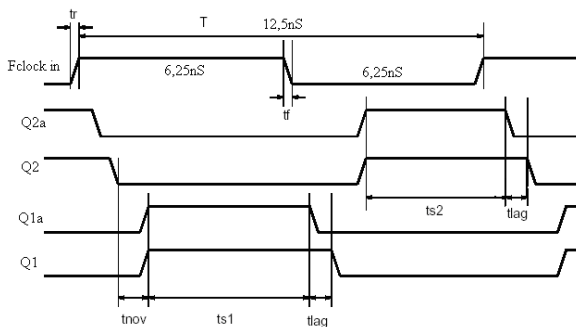 tr
T
12,5nS
Fclock in
6,25nS
6,25nS
tf
Q2a
Q2
ts2
tlag
Q1a
Q1
tnov
ts1
tlag